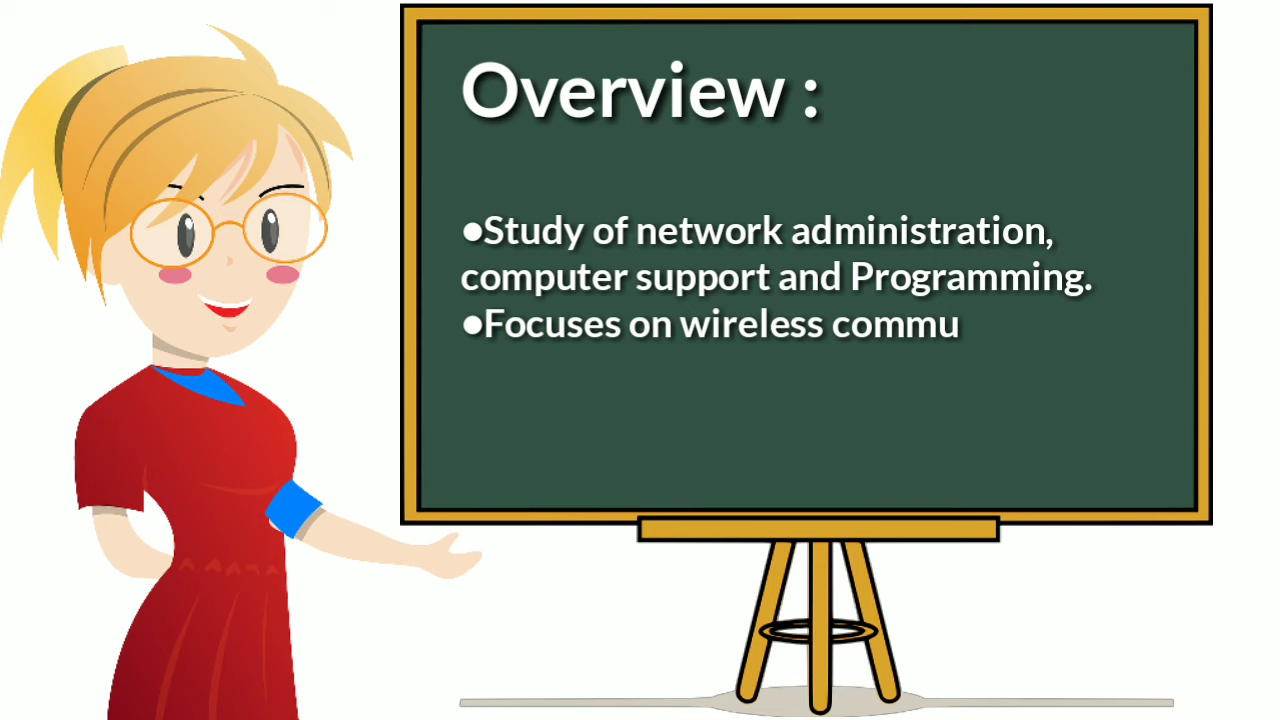 Overview :
●Study of network administration,
computer support and Programming.
●Focuses on wireless commu